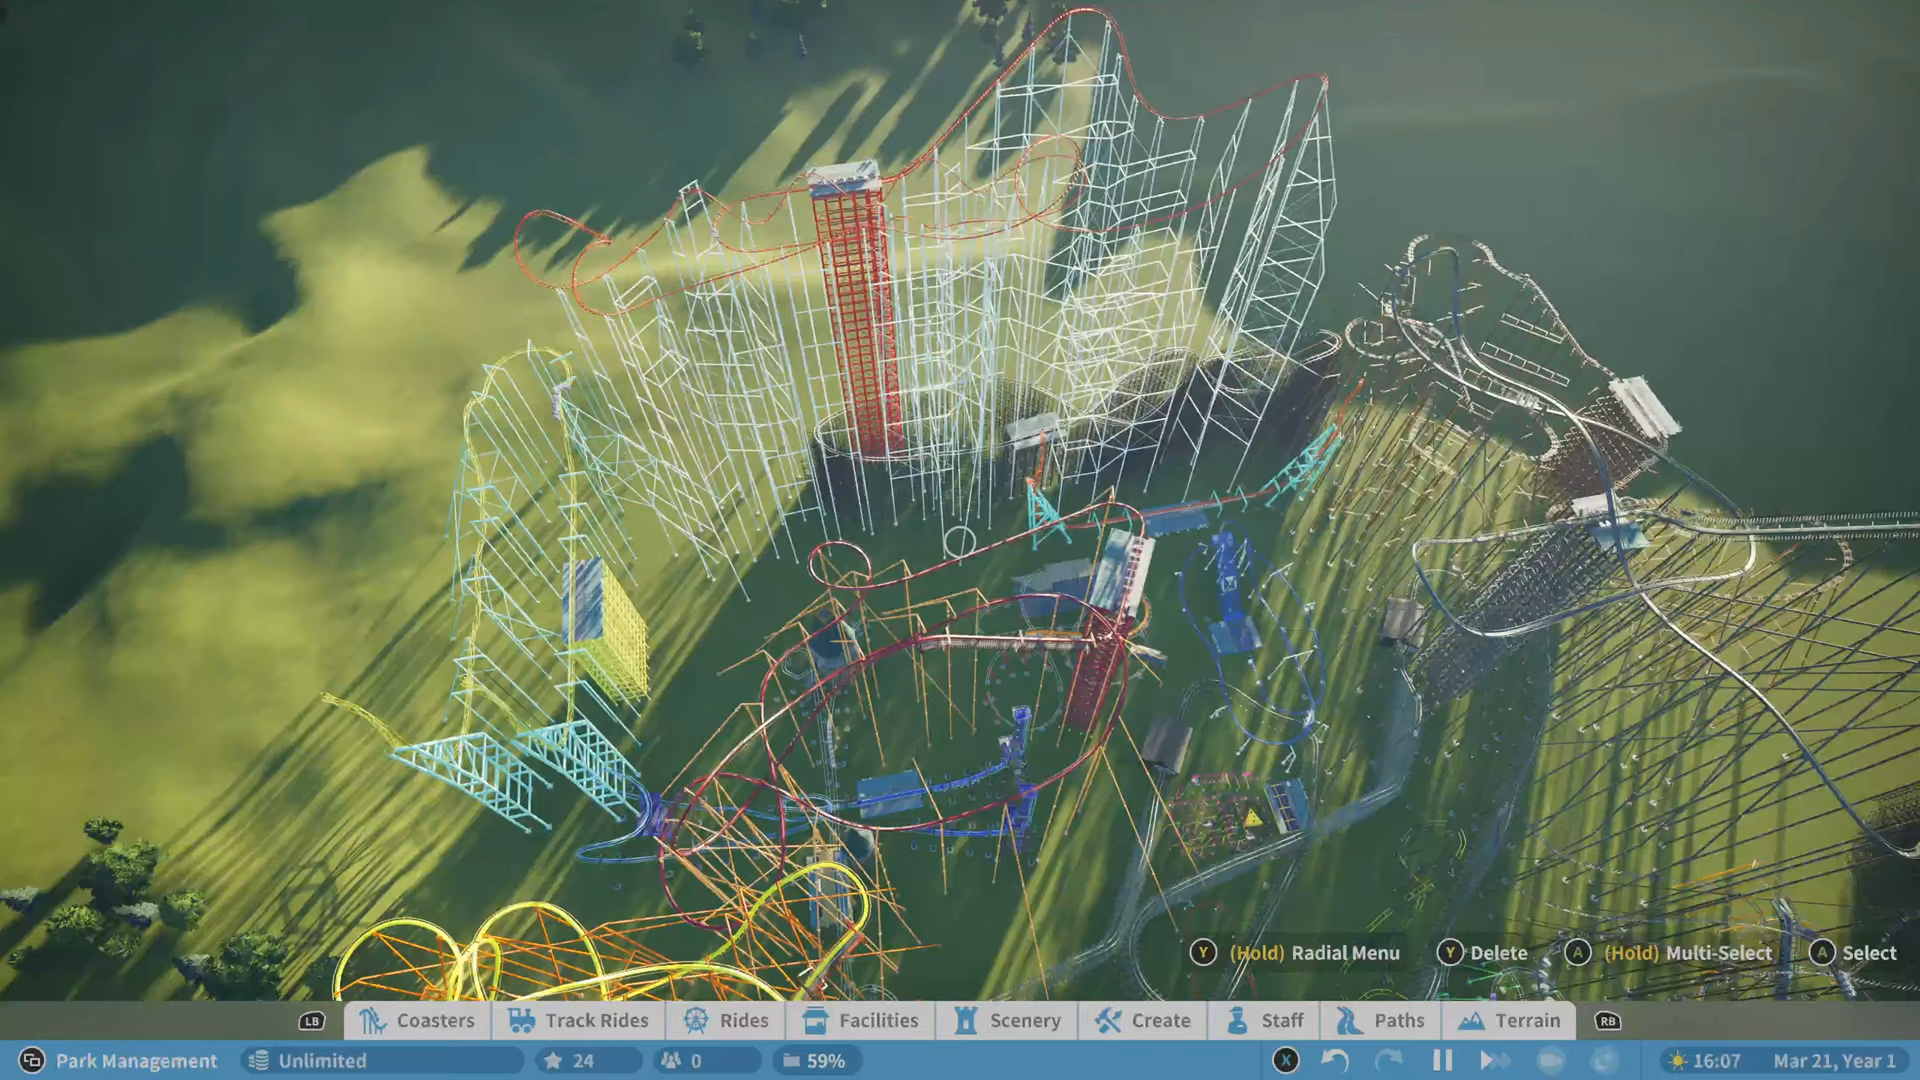 Y (Hold) Radial Menu Y Delete A (Hold) Multi-Select A Select
LB Coasters Track Rides Rides Facilities Scenery Create Staff Paths Terrain RB
Park Management Unlimited 24 0 59% X 16:07 Mar 21, Year 1